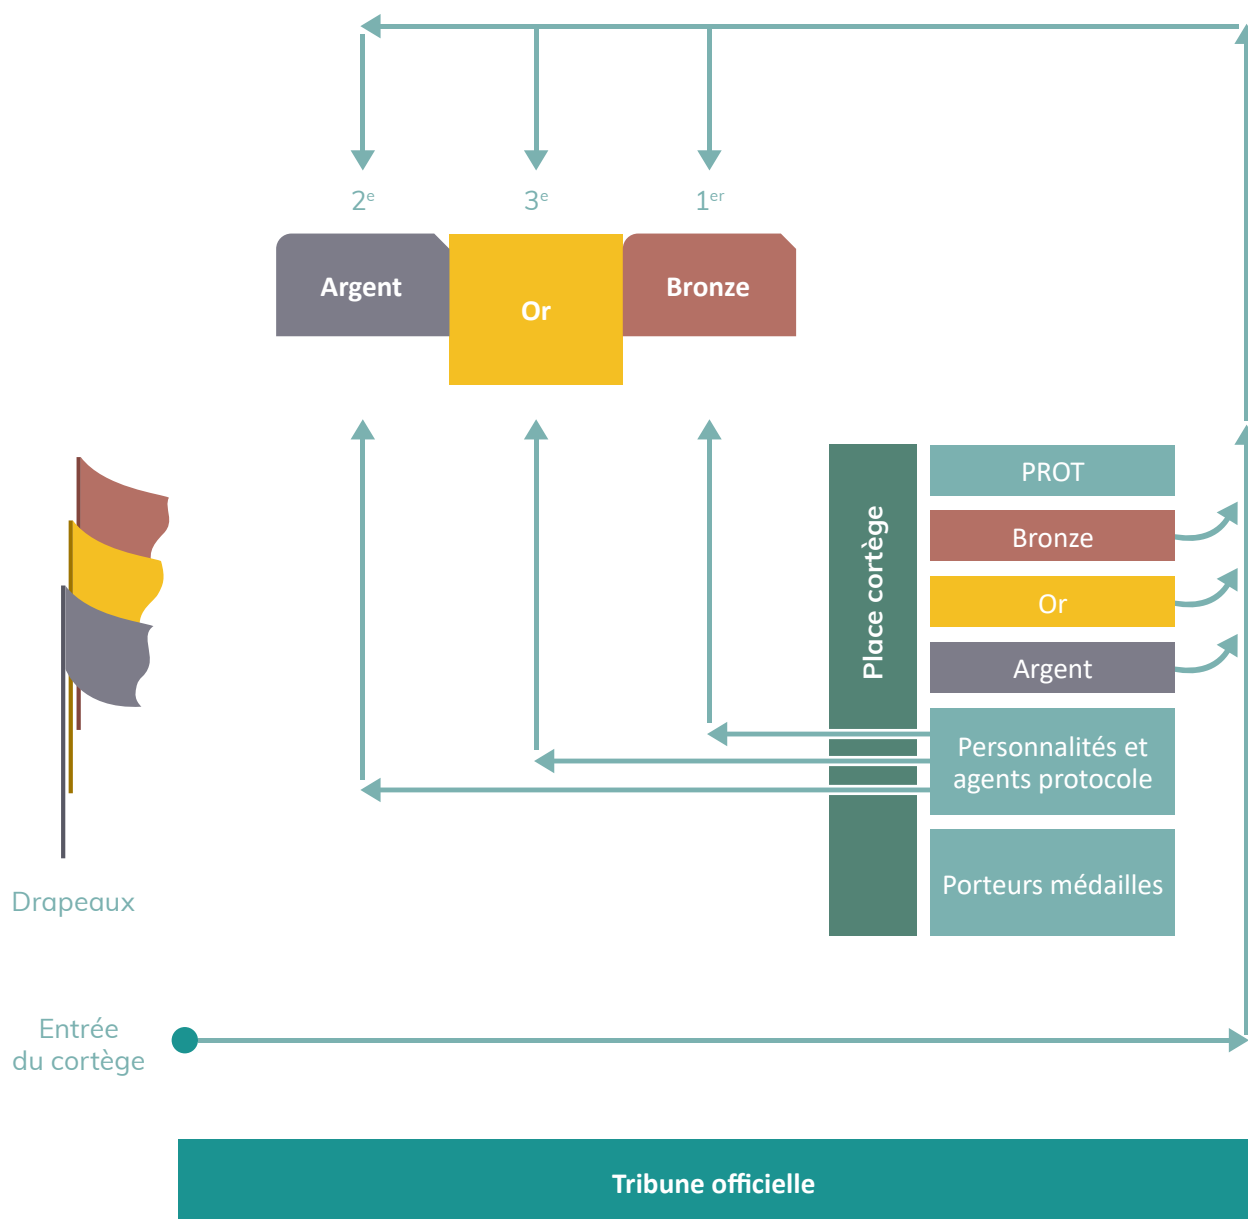 2e
3e
1er
Argent
Or
Bronze
PROT
Bronze
Or
Argent
Place cortège
Personnalités et
agents protocole
Porteurs médailles
Drapeaux
Entrée
du cortège
Tribune officielle